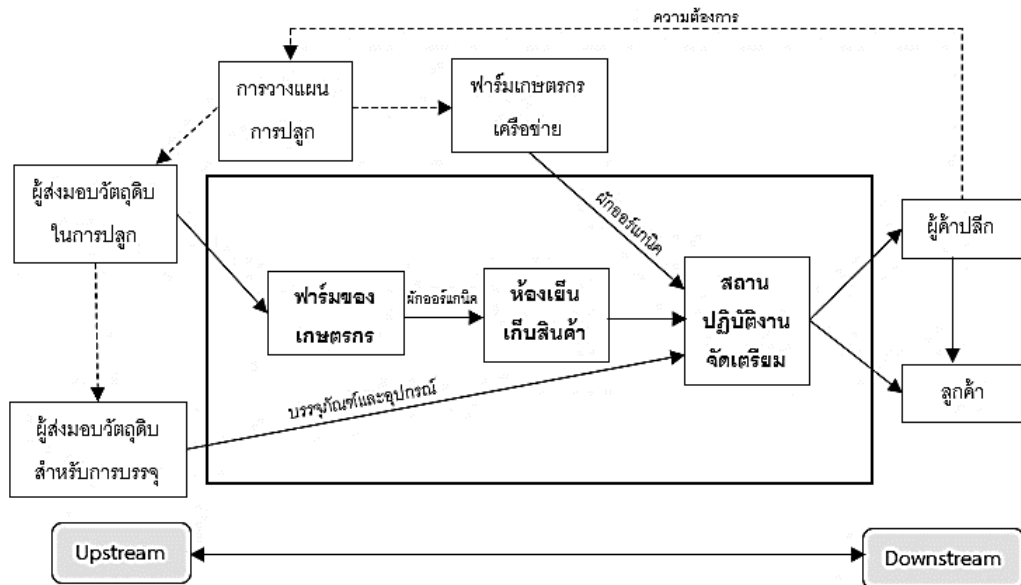 ความต้องการ
การวางแผน
การปลูก
ฟาร์มเกษตรกร
เครือข่าย
ผู้ส่งมอบวัตถุดิบ
ในการปลูก
ผักออร์แกนิค
ผู้ค้าปลีก
ฟาร์มของ
เกษตรกร
ผักออร์แกนิค
ห้องเย็น
เก็บสินค้า
สถาน
ปฏิบัติงาน
จัดเตรียม
บรรจุภัณฑ์และอุปกรณ์
ลูกค้า
ผู้ส่งมอบวัตถุดิบ
สำหรับการบรรจุ
Upstream
Downstream